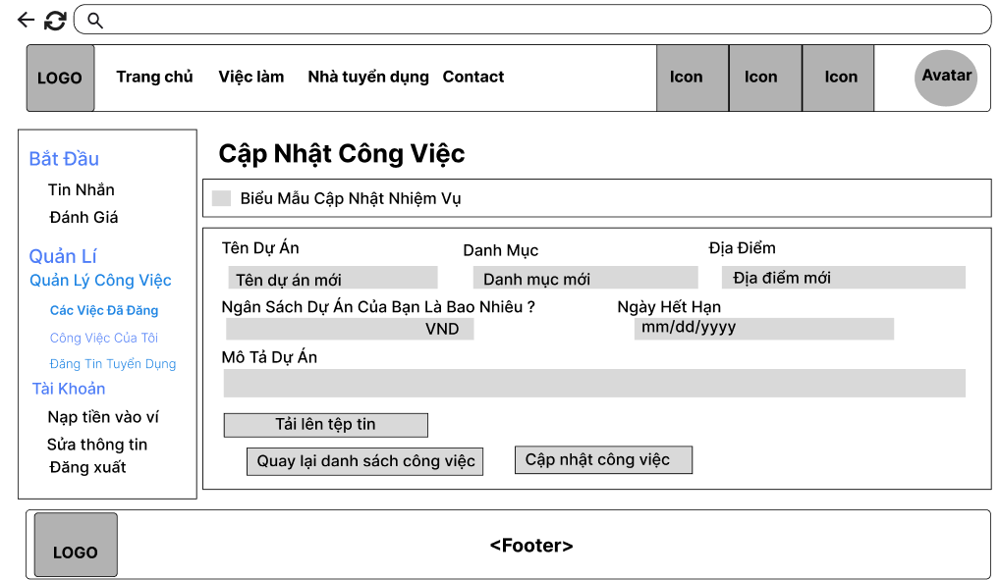 LOGO Trang chủ Việc làm Nhà tuyển dụng Contact Icon Icon Icon Avatar
Bắt Đầu
Tin Nhắn
Đánh Giá
Quản Lí
Quản Lý Công Việc
Các Việc Đã Đăng
Công Việc Của Tôi
Đăng Tin Tuyển Dụng
Tài Khoản
Nạp tiền vào ví
Sửa thông tin
Đăng xuất
Cập Nhật Công Việc
Biểu Mẫu Cập Nhật Nhiệm Vụ
Tên Dự Án Danh Mục Địa Điểm
Tên dự án mới Danh mục mới Địa điểm mới
Ngân Sách Dự Án Của Bạn Là Bao Nhiêu ? Ngày Hết Hạn
VND mm/dd/yyyy
Mô Tả Dự Án
Tải lên tệp tin
Quay lại danh sách công việc Cập nhật công việc
LOGO <Footer>